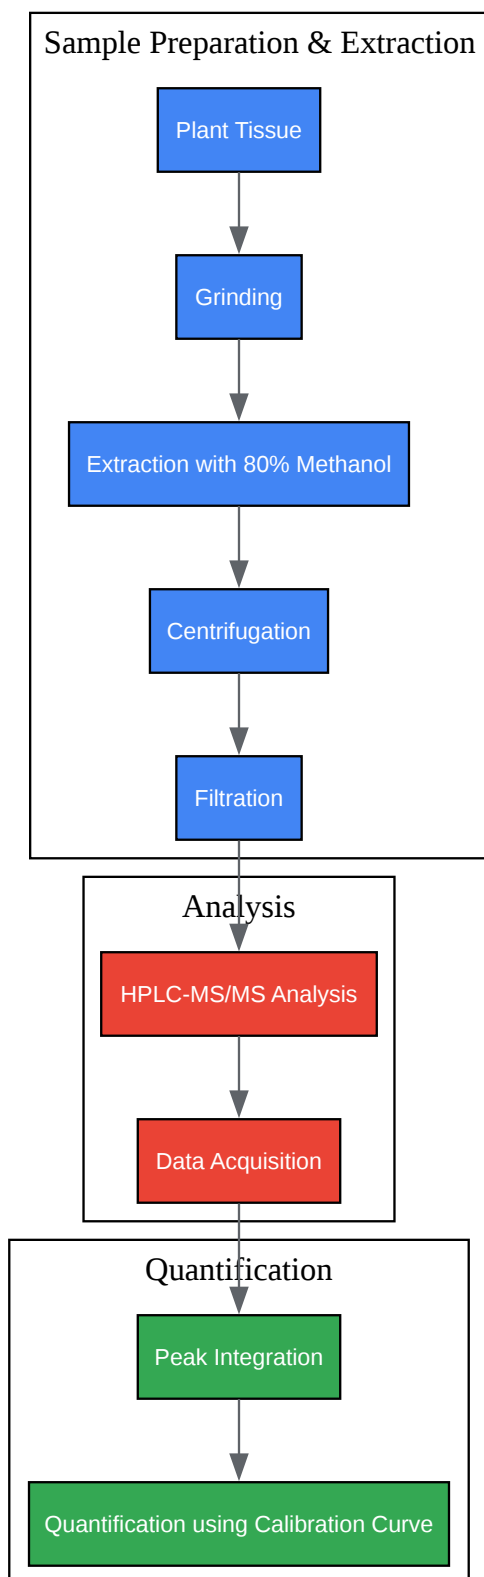 Sample Preparation & Extraction
Plant Tissue
Grinding
Extraction with 80% Methanol
Centrifugation
Filtration
Analysis
HPLC-MS/MS Analysis
Data Acquisition
Quantification
Peak Integration
Quantification using Calibration Curve